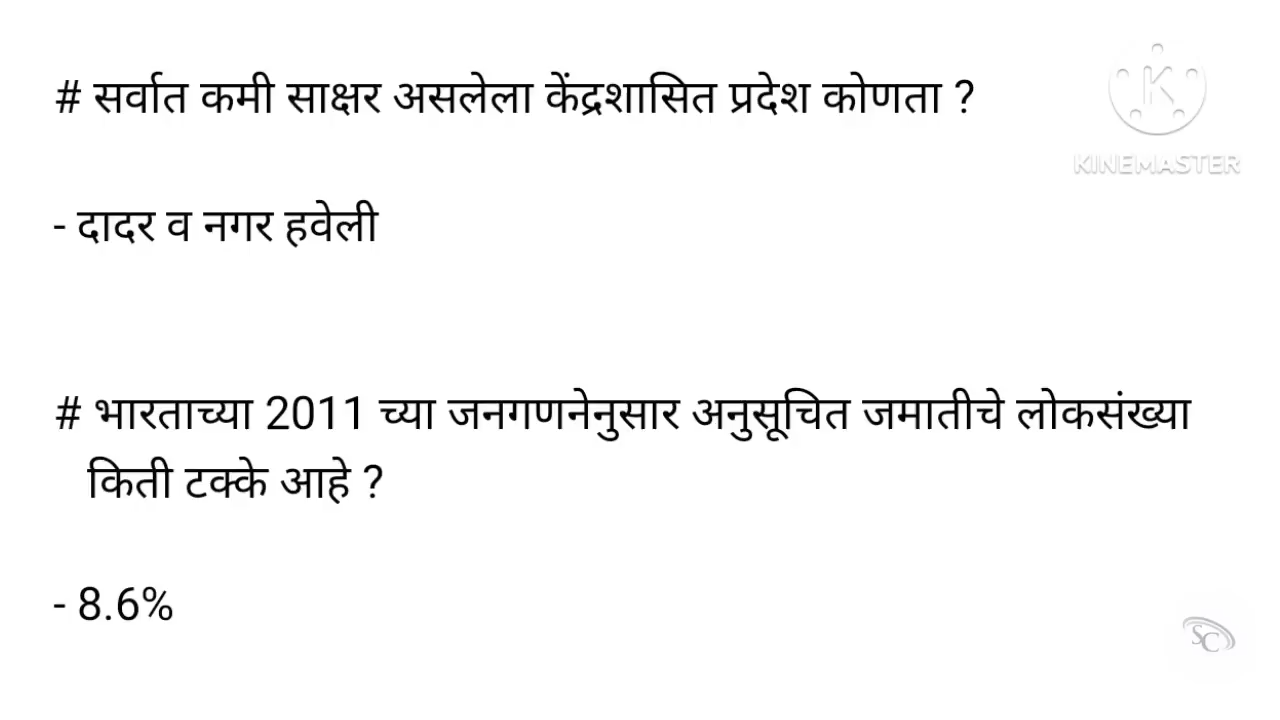 # सर्वात कमी साक्षर असलेला केंद्रशासित प्रदेश कोणता ?
KINEMASTER
- दादर व नगर हवेली
# भारताच्या 2011 च्या जनगणनेनुसार अनुसूचित जमातीचे लोकसंख्या
किती टक्के आहे ?
- 8.6%
SC